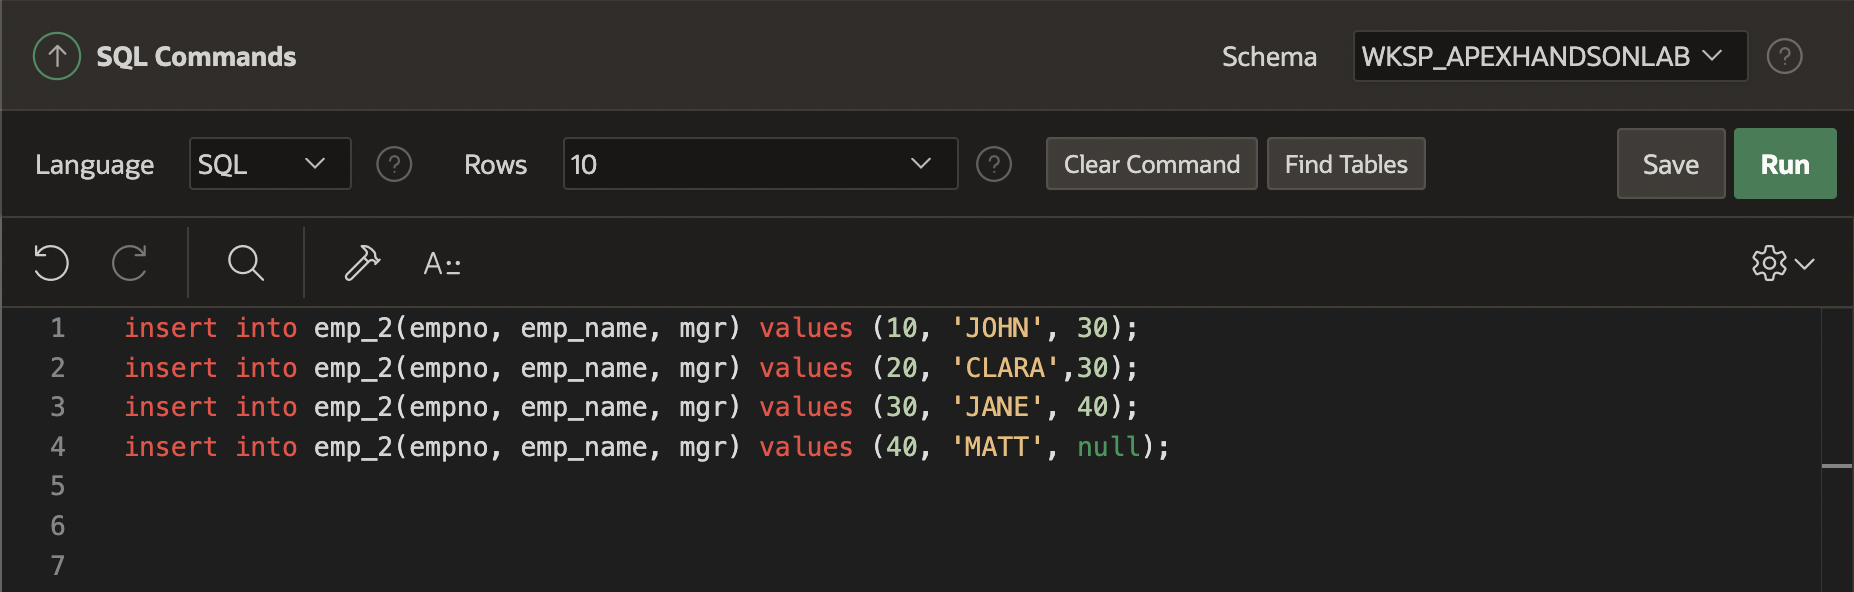 SQL Commands Schema WKSP_APEXHANDSONLAB ?
Language SQL ? Rows 10 ? Clear Command Find Tables Save Run
A::
1 insert into emp_2(empno, emp_name, mgr) values (10, 'JOHN', 30);
2 insert into emp_2(empno, emp_name, mgr) values (20, 'CLARA',30);
3 insert into emp_2(empno, emp_name, mgr) values (30, 'JANE', 40);
4 insert into emp_2(empno, emp_name, mgr) values (40, 'MATT', null);
5
6
7